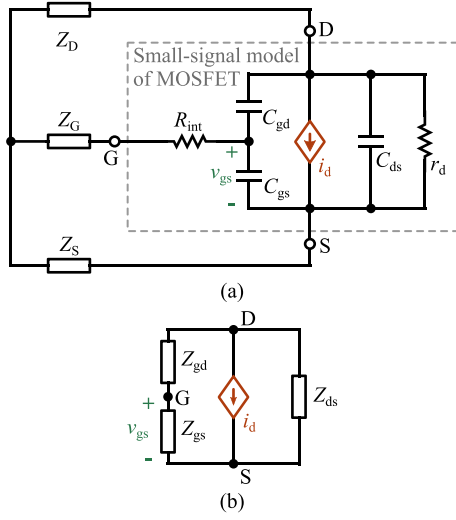 Z_D
D
Small-signal model
of MOSFET
Z_G
G
R_int
C_gd
+
v_gs
-
C_gs
i_d
C_ds
r_d
Z_S
S
(a)
D
Z_gd
G
+
v_gs
-
Z_gs
i_d
Z_ds
S
(b)